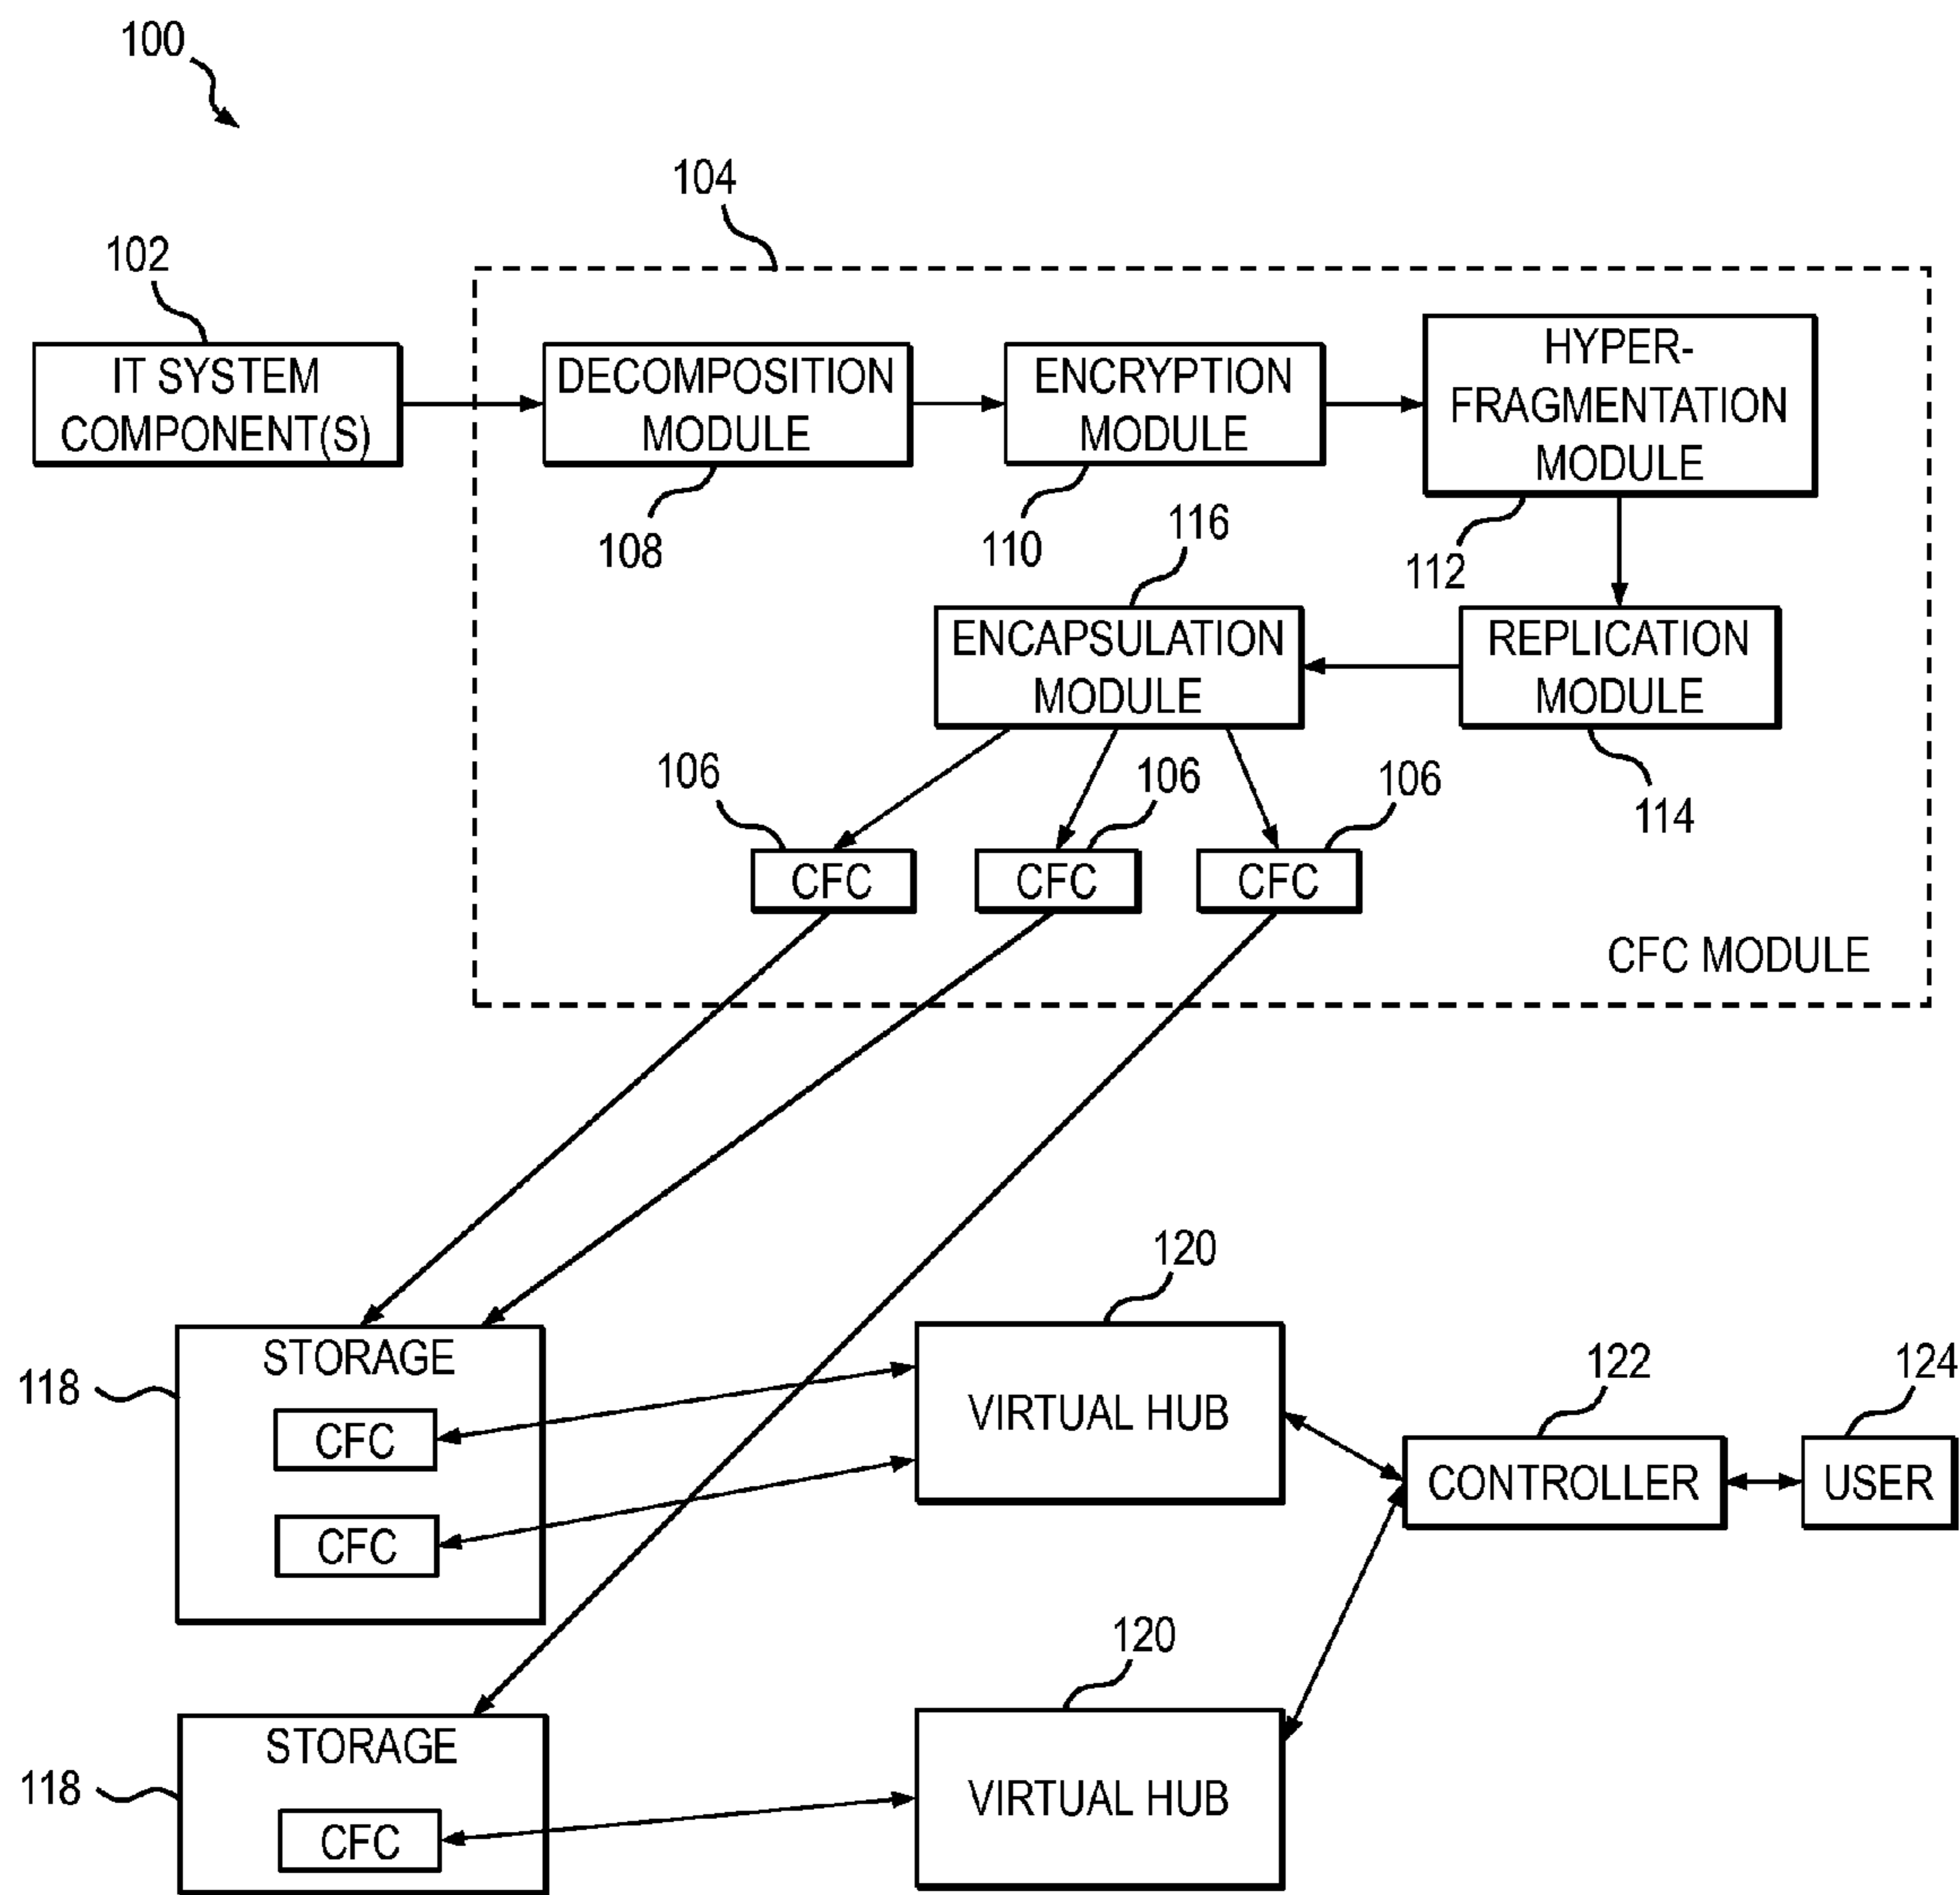 100
104
102
IT SYSTEM
COMPONENT(S)
DECOMPOSITION
MODULE
ENCRYPTION
MODULE
HYPER-
FRAGMENTATION
MODULE
108
110
112
116
ENCAPSULATION
MODULE
REPLICATION
MODULE
114
106
106
106
CFC
CFC
CFC
CFC MODULE
118
STORAGE
CFC
CFC
120
VIRTUAL HUB
122
CONTROLLER
124
USER
118
STORAGE
CFC
120
VIRTUAL HUB